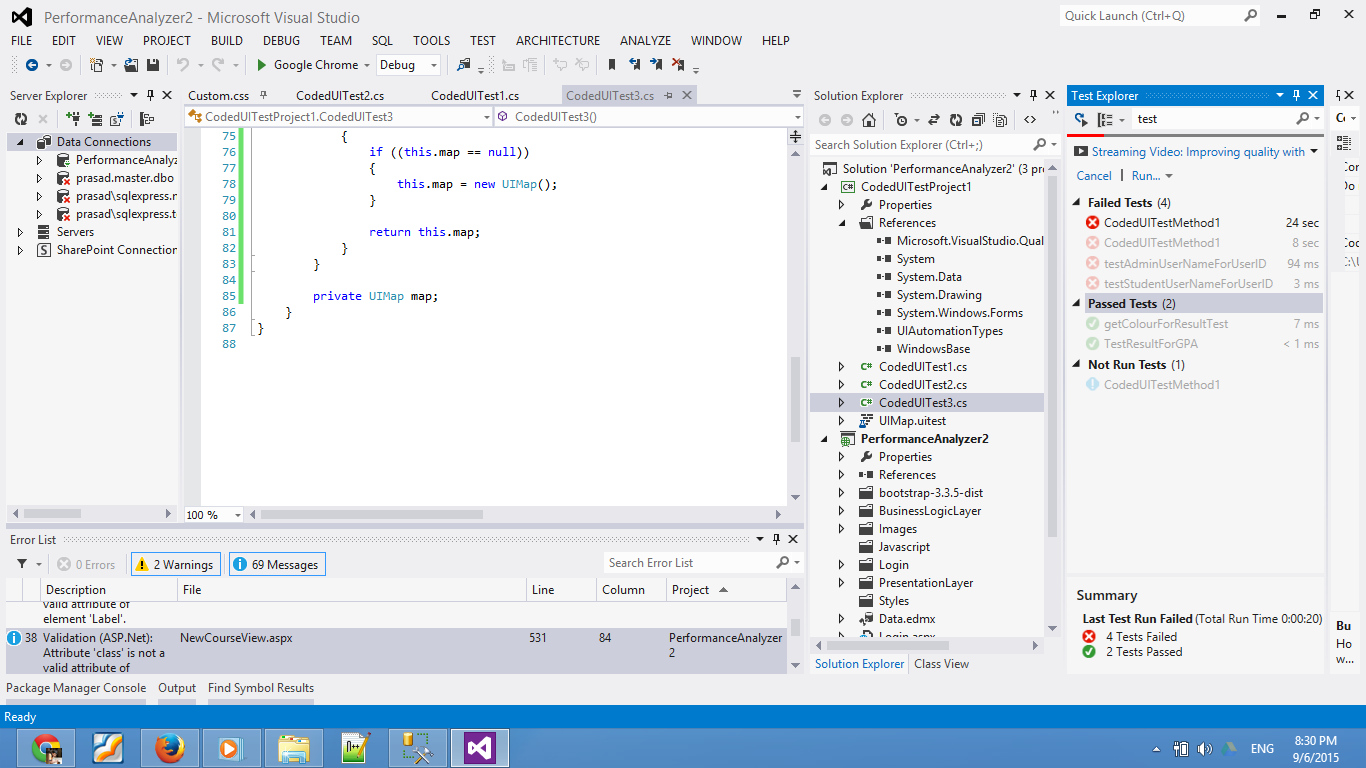 PerformanceAnalyzer2 - Microsoft Visual Studio
Quick Launch (Ctrl+Q)
FILE EDIT VIEW PROJECT BUILD DEBUG TEAM SQL TOOLS TEST ARCHITECTURE ANALYZE WINDOW HELP
Google Chrome Debug
Server Explorer
Data Connections
PerformanceAnalyz
prasad.master.dbo
prasad\sqlexpress.n
prasad\sqlexpress.t
Servers
SharePoint Connection
Custom.css CodedUITest2.cs CodedUITest1.cs CodedUITest3.cs
CodedUITestProject1.CodedUITest3 CodedUITest3()
75 {
76 if ((this.map == null))
77 {
78 this.map = new UIMap();
79 }
80
81 return this.map;
82 }
83 }
84
85 private UIMap map;
86 }
87 }
88
100 %
Solution Explorer
Search Solution Explorer (Ctrl+;)
Solution 'PerformanceAnalyzer2' (3 pr
CodedUITestProject1
Properties
References
Microsoft.VisualStudio.Qual
System
System.Data
System.Drawing
System.Windows.Forms
UIAutomationTypes
WindowsBase
CodedUITest1.cs
CodedUITest2.cs
CodedUITest3.cs
UIMap.uitest
PerformanceAnalyzer2
Properties
References
bootstrap-3.3.5-dist
BusinessLogicLayer
Images
Javascript
Login
PresentationLayer
Styles
Data.edmx
Login.aspx
Solution Explorer Class View
Test Explorer
test
Streaming Video: Improving quality with
Cancel Run...
Failed Tests (4)
CodedUITestMethod1 24 sec
CodedUITestMethod1 8 sec
testAdminUserNameForUserID 94 ms
testStudentUserNameForUserID 3 ms
Passed Tests (2)
getColourForResultTest 7 ms
TestResultForGPA < 1 ms
Not Run Tests (1)
CodedUITestMethod1
Summary
Last Test Run Failed (Total Run Time 0:00:20)
4 Tests Failed
2 Tests Passed
C
Cor
Do
Coc
C:\U
Bu
Ho
w...
Error List
0 Errors 2 Warnings 69 Messages
Search Error List
Description File Line Column Project
valid attribute of
element 'Label'.
38 Validation (ASP.Net): NewCourseView.aspx 531 84 PerformanceAnalyzer
Attribute 'class' is not a 2
valid attribute of
Package Manager Console Output Find Symbol Results
Ready
ENG
8:30 PM
9/6/2015